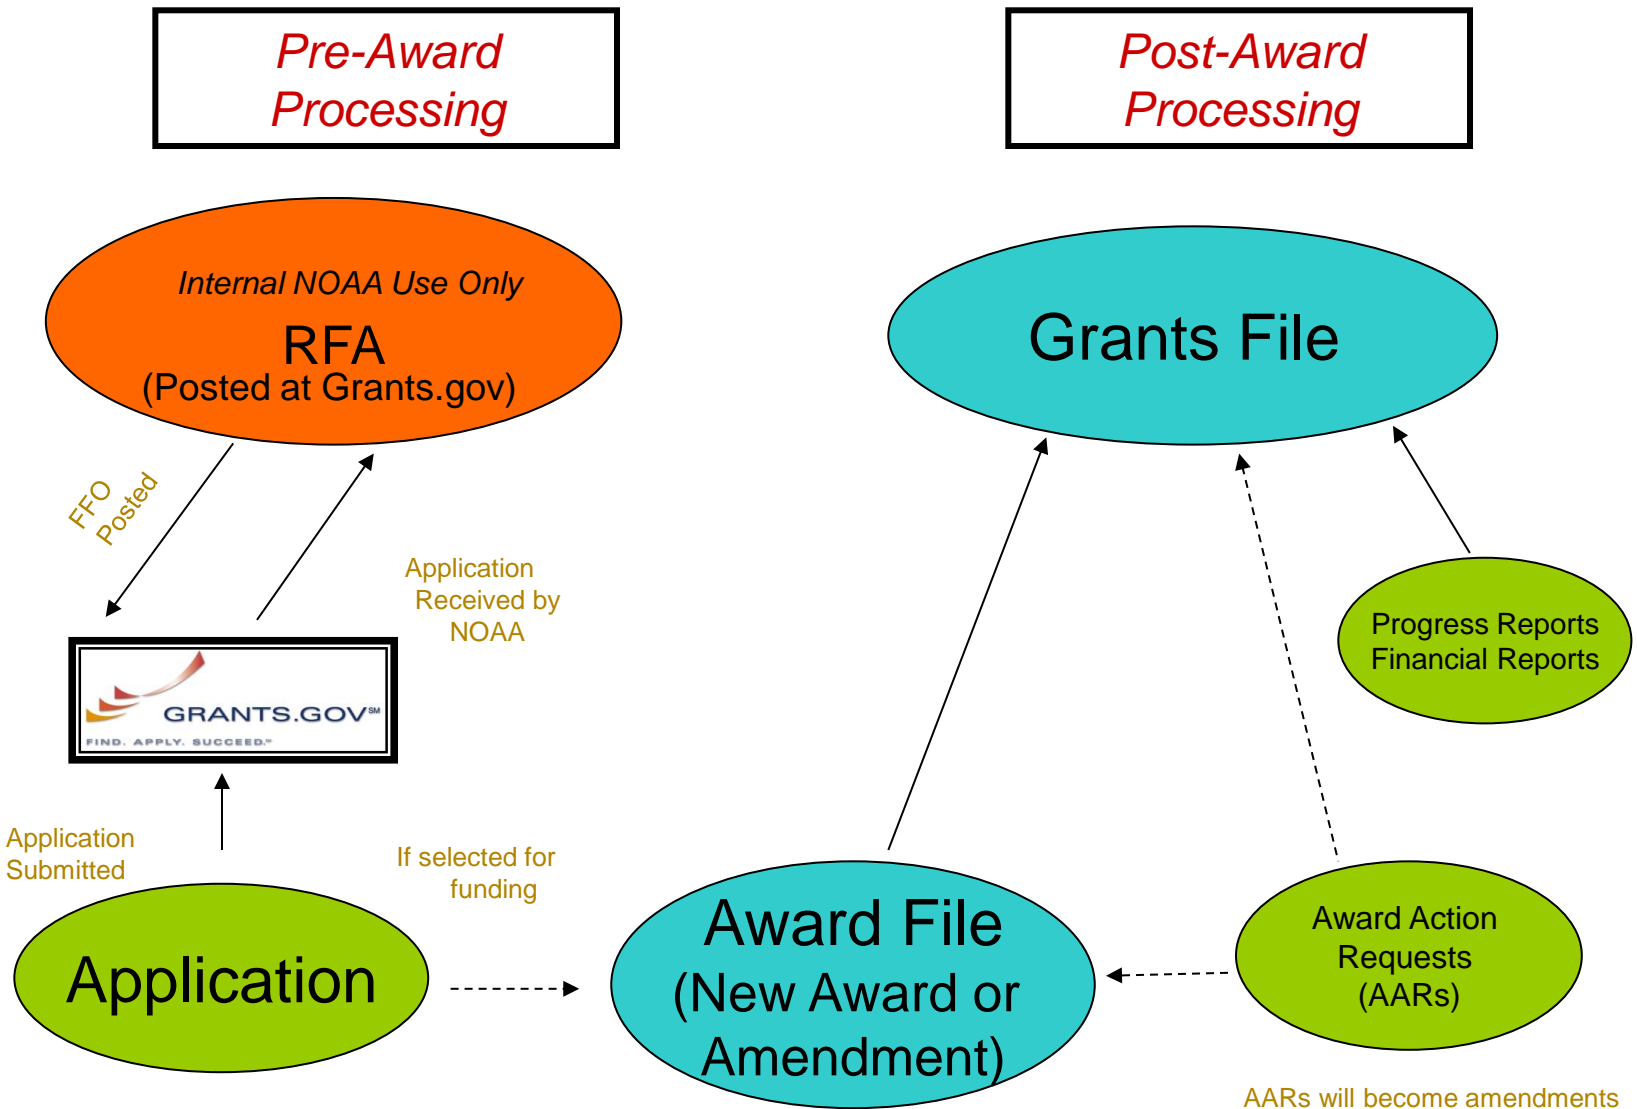 Pre-Award
Processing
Post-Award
Processing
Internal NOAA Use Only
RFA
(Posted at Grants.gov)
Grants File
FFO
Posted
Application
Received by
NOAA
Progress Reports
Financial Reports
GRANTS.GOV℠
FIND. APPLY. SUCCEED.℠
Application
Submitted
If selected for
funding
Application
Award File
(New Award or
Amendment)
Award Action
Requests
(AARs)
AARs will become amendments